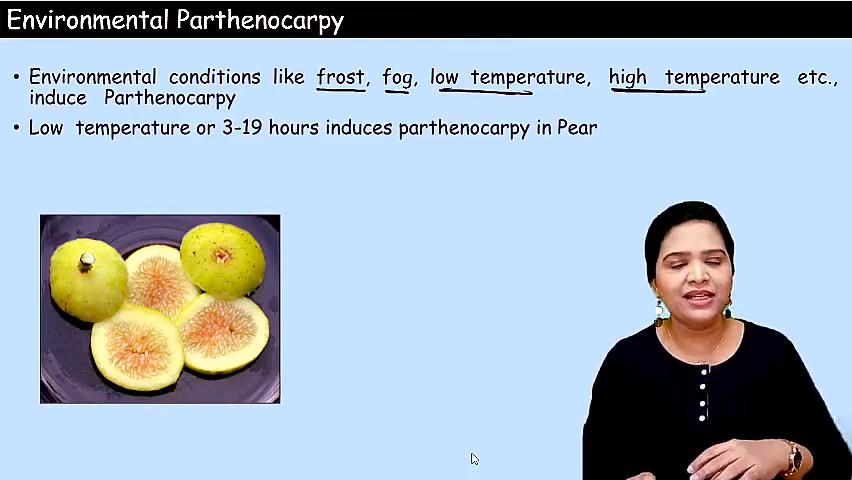 Environmental Parthenocarpy
• Environmental conditions like frost, fog, low temperature, high temperature etc.,
induce Parthenocarpy
• Low temperature or 3-19 hours induces parthenocarpy in Pear